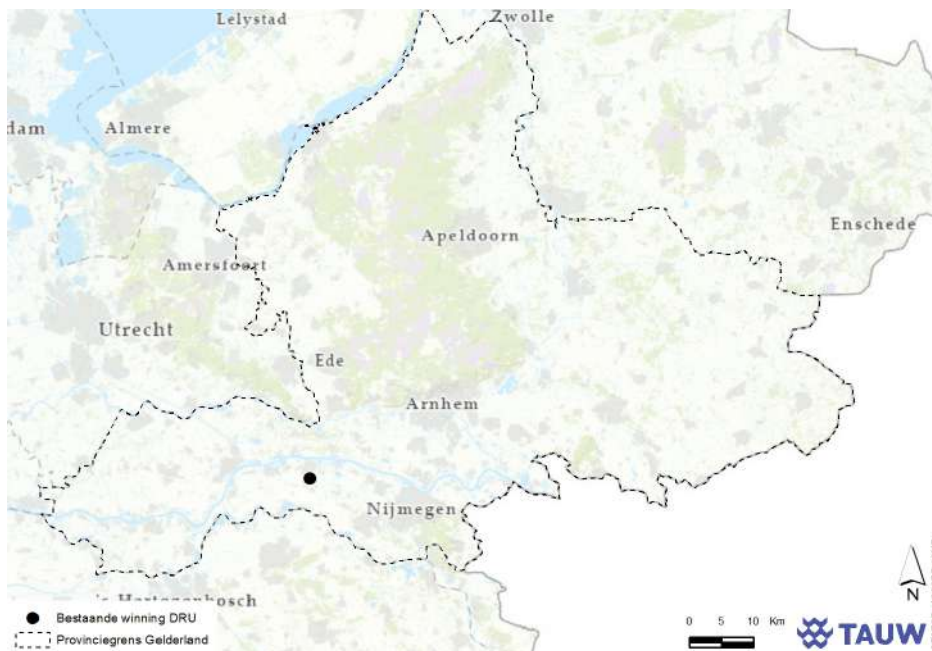 Lelystad
Zwolle
dam
Almere
Enschede
Apeldoorn
Amersfoort
Utrecht
Ede
Arnhem
Nijmegen
's Hertogenbosch
Bestaande winning DRU
Provinciegrens Gelderland
0 5 10 Km
N
TAUW